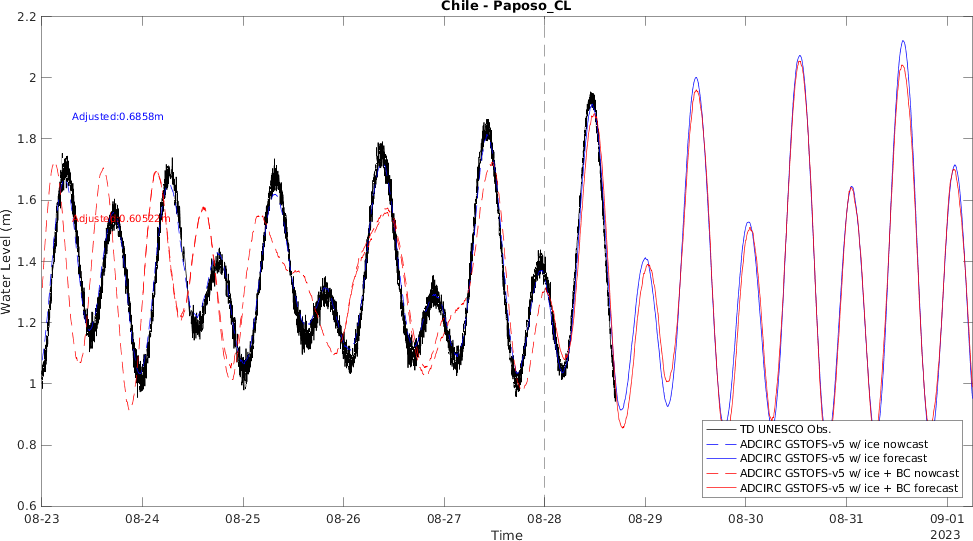 Chile - Paposo_CL
2.2
2
1.8
1.6
1.4
1.2
1
0.8
0.6
Water Level (m)
Adjusted:0.6858m
Adjusted:0.60522m
TD UNESCO Obs.
ADCIRC GSTOFS-v5 w/ ice nowcast
ADCIRC GSTOFS-v5 w/ ice forecast
ADCIRC GSTOFS-v5 w/ ice + BC nowcast
ADCIRC GSTOFS-v5 w/ ice + BC forecast
08-23 08-24 08-25 08-26 08-27 08-28 08-29 08-30 08-31 09-01
2023
Time